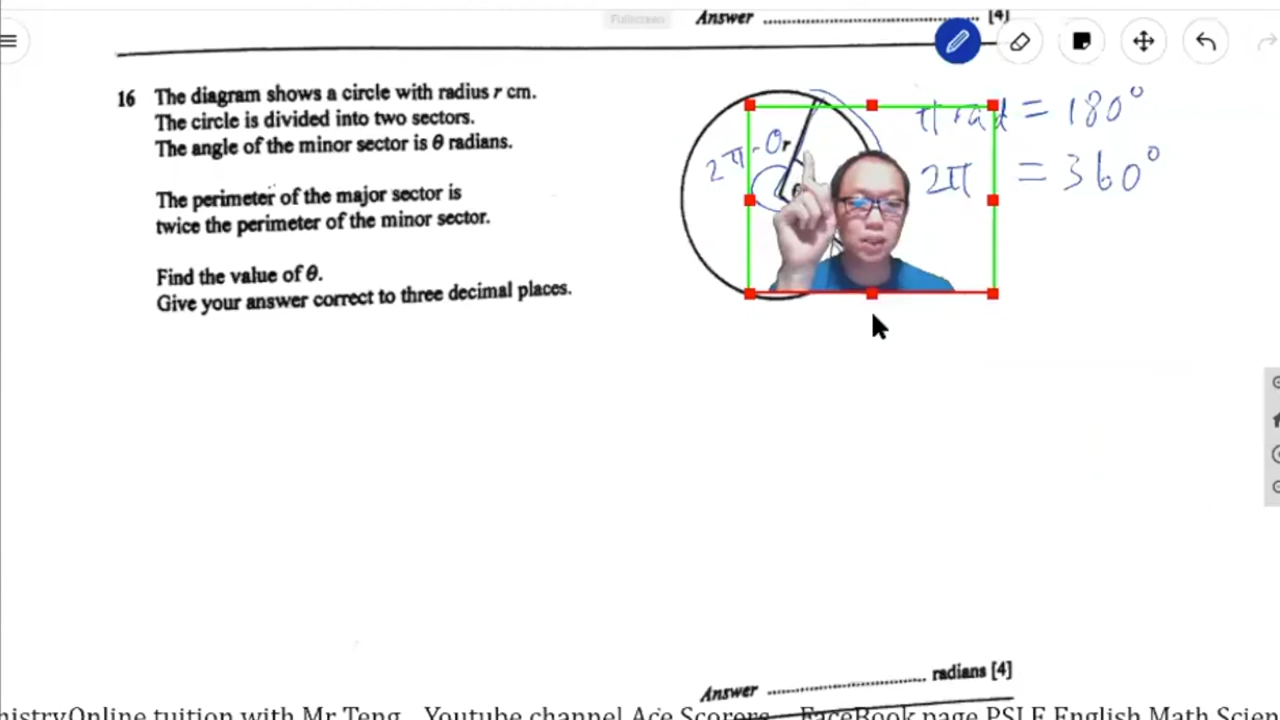 Fullscreen
Answer ........................................ [4]
16 The diagram shows a circle with radius r cm.
The circle is divided into two sectors.
The angle of the minor sector is θ radians.
The perimeter of the major sector is
twice the perimeter of the minor sector.
Find the value of θ.
Give your answer correct to three decimal places.
2π - θ
r
π rad = 180°
2π = 360°
Answer ........................................ radians [4]
Online tuition with Mr Teng Youtube channel Ace Scorers FaceBook page PSLE English Math